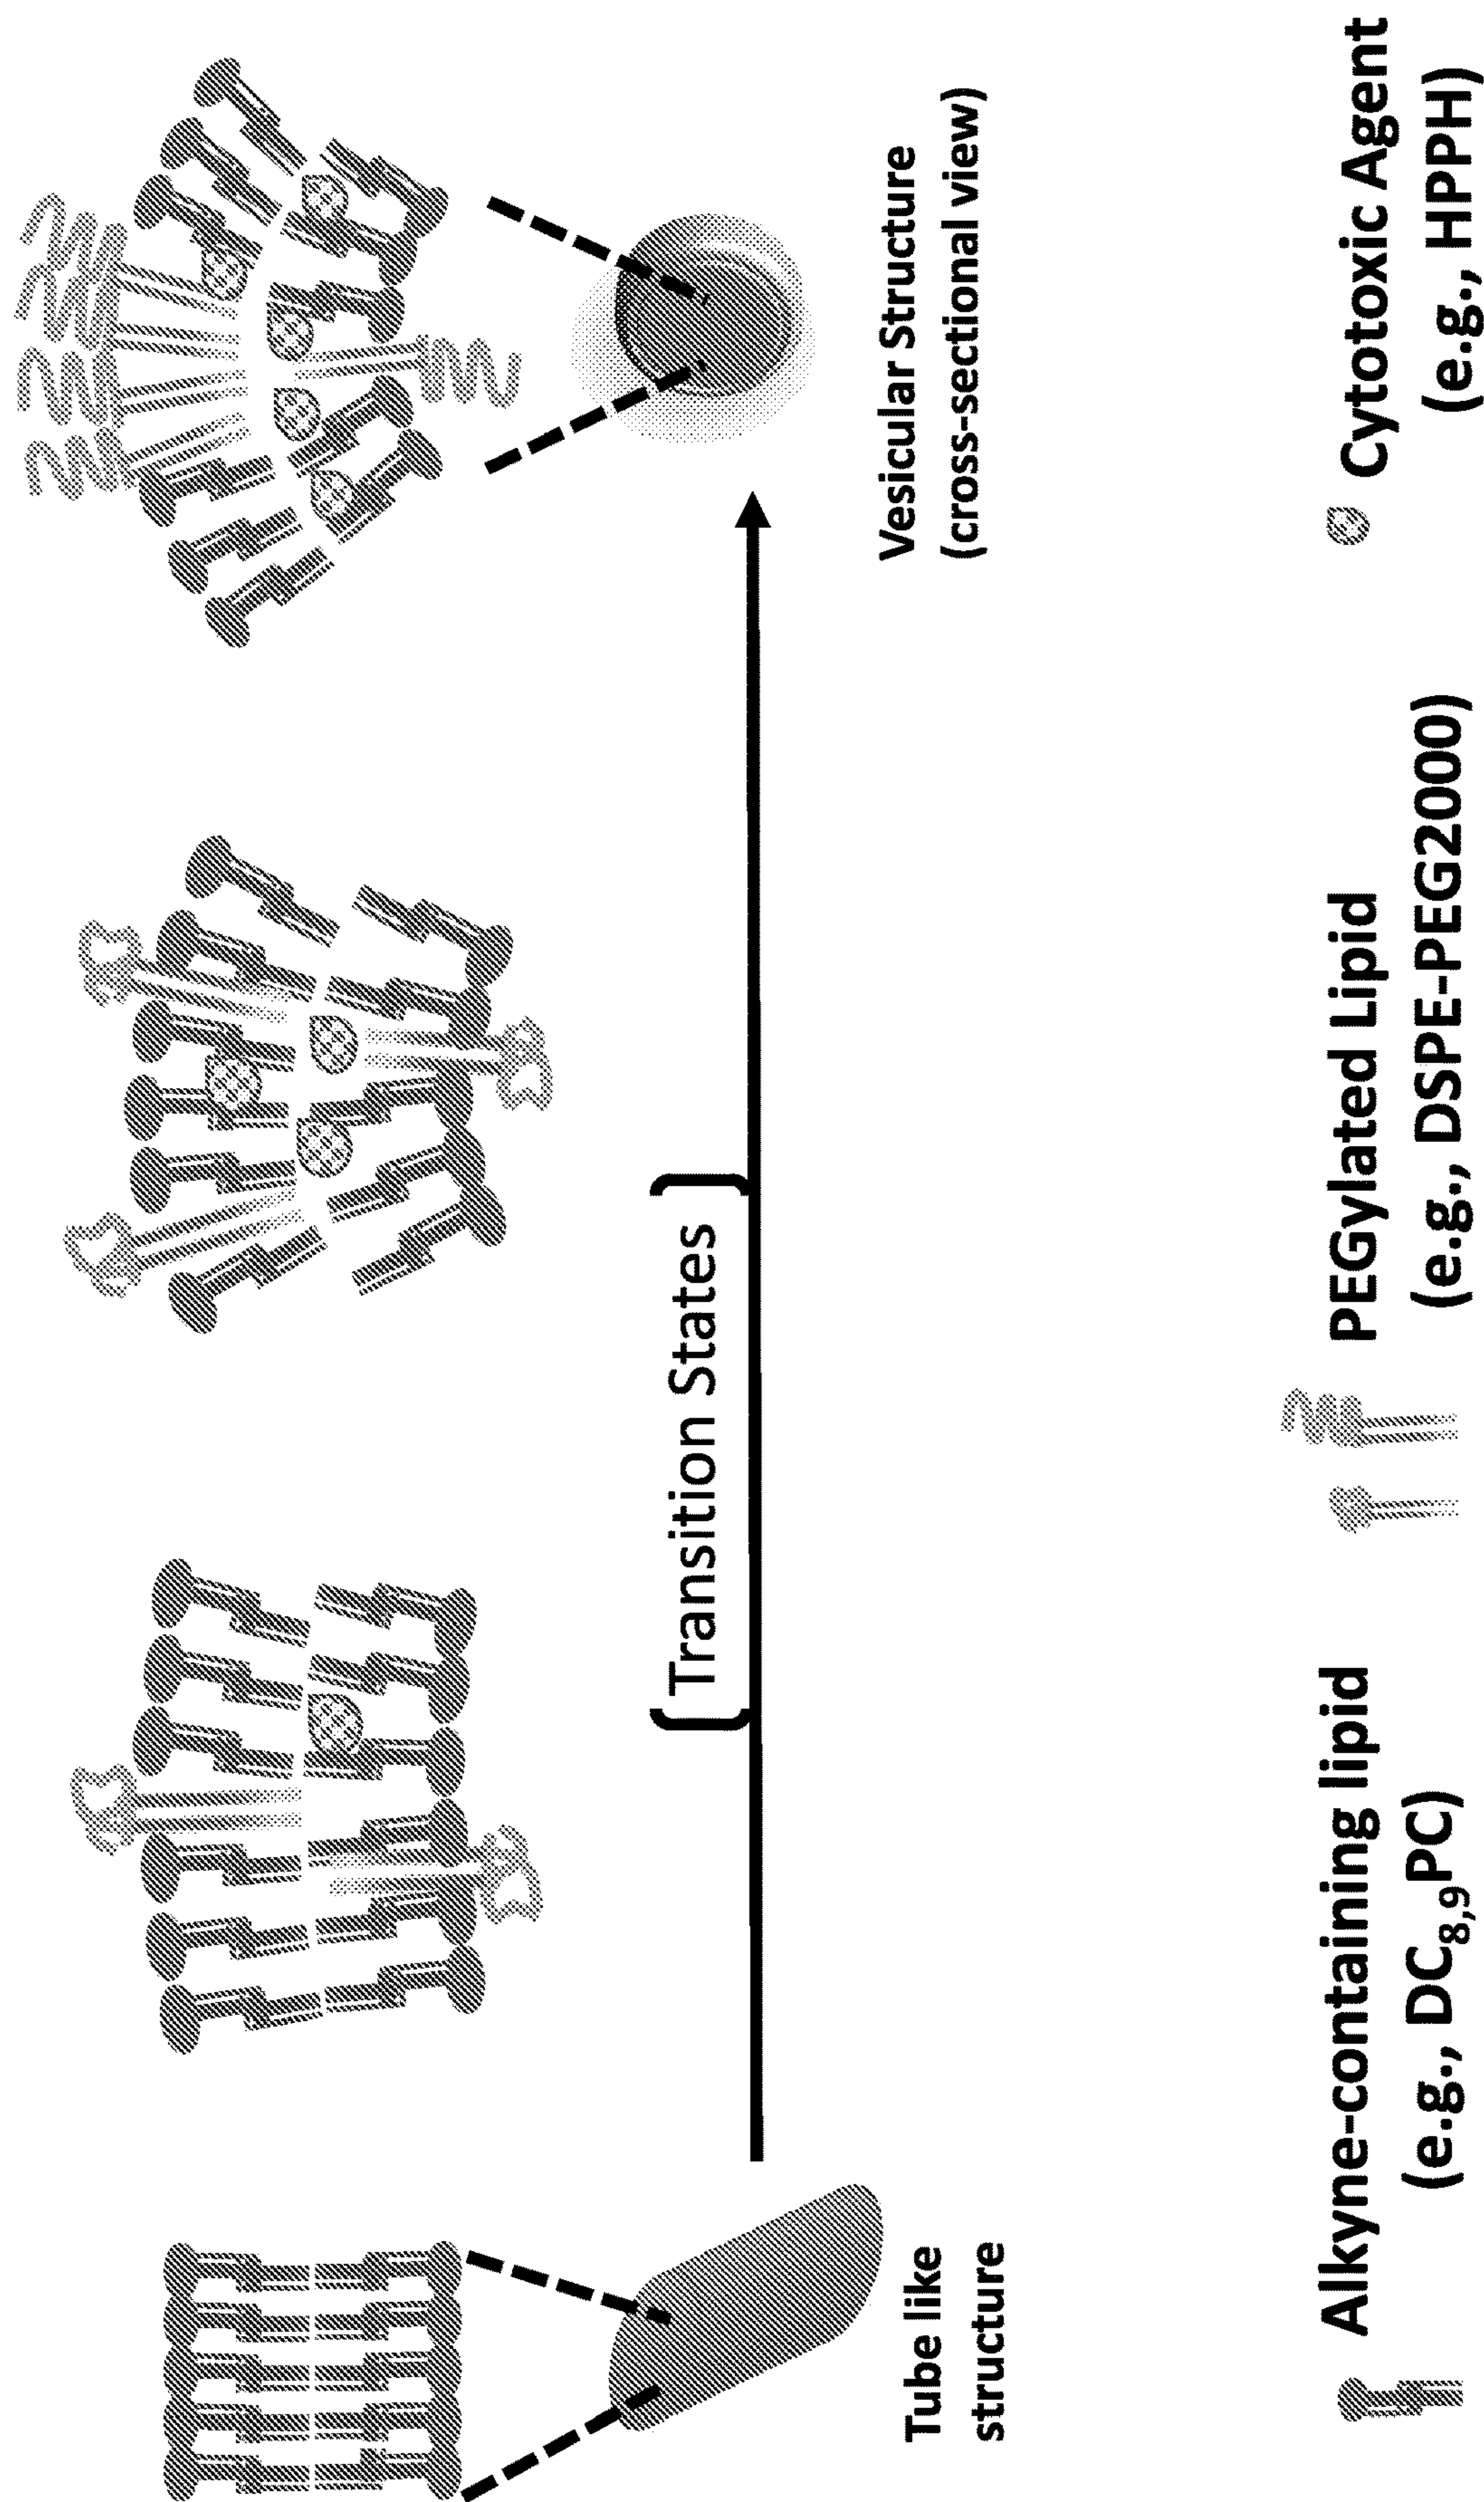 Transition States
Tube like
structure
Vesicular Structure
(cross-sectional view)
Alkyne-containing lipid
(e.g., DC8,9PC)
PEGylated Lipid
(e.g., DSPE-PEG2000)
Cytotoxic Agent
(e.g., HPPH)